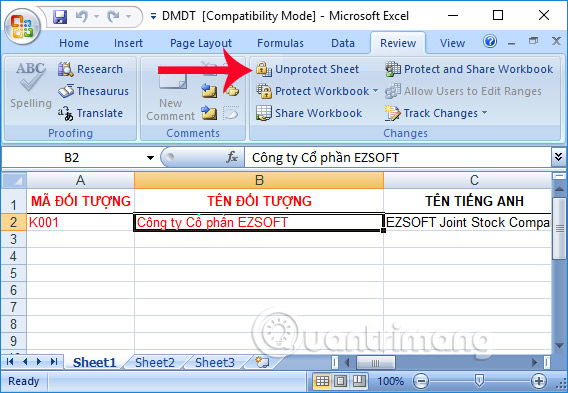 DMDT [Compatibility Mode] - Microsoft Excel
Home Insert Page Layout Formulas Data Review View
ABC Research Unprotect Sheet Protect and Share Workbook
Spelling Thesaurus New Comment Protect Workbook Allow Users to Edit Ranges
Translate Share Workbook Track Changes
Proofing Comments Changes
B2 fx Công ty Cổ phần EZSOFT
A B C
1 MÃ ĐỐI TƯỢNG TÊN ĐỐI TƯỢNG TÊN TIẾNG ANH
2 K001 Công ty Cổ phần EZSOFT EZSOFT Joint Stock Compa
3
4
5
6
7
8
9
Quantrimang
Sheet1 Sheet2 Sheet3
Ready 100%